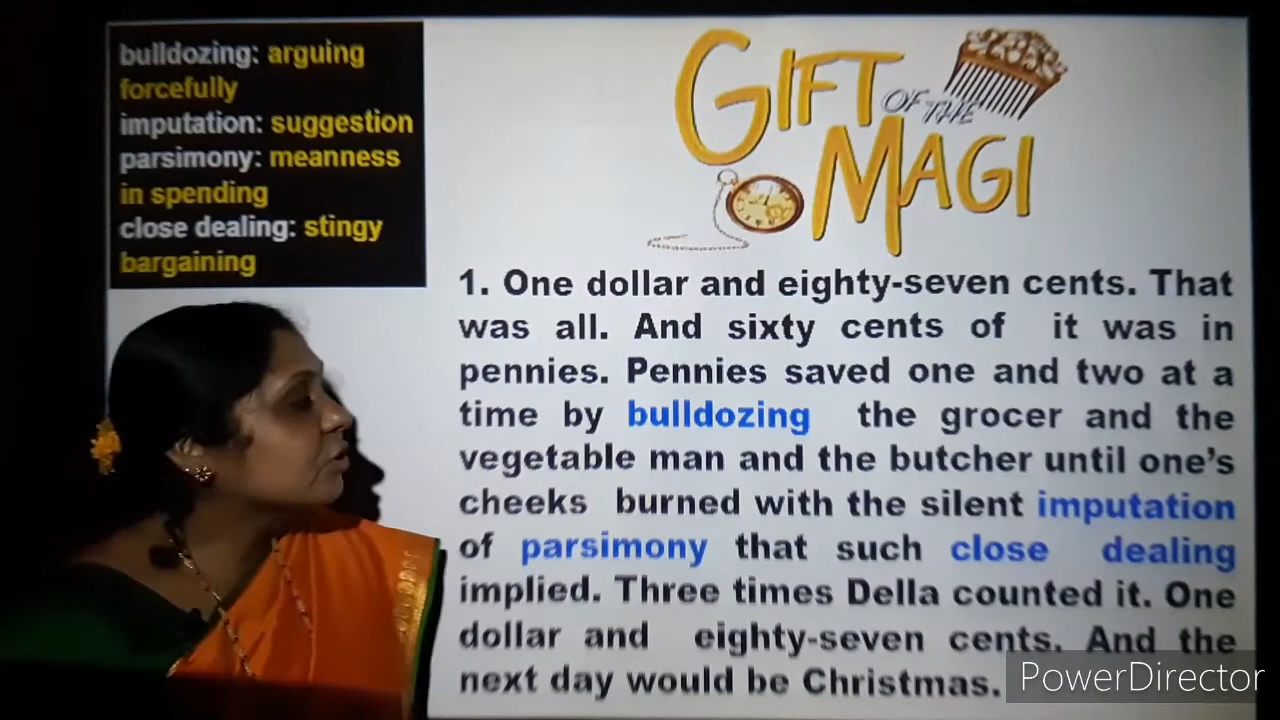 bulldozing: arguing
forcefully
imputation: suggestion
parsimony: meanness
in spending
close dealing: stingy
bargaining
GIFT OF THE
MAGI
1. One dollar and eighty-seven cents. That
was all. And sixty cents of it was in
pennies. Pennies saved one and two at a
time by bulldozing the grocer and the
vegetable man and the butcher until one's
cheeks burned with the silent imputation
of parsimony that such close dealing
implied. Three times Della counted it. One
dollar and eighty-seven cents. And the
next day would be Christmas.
PowerDirector